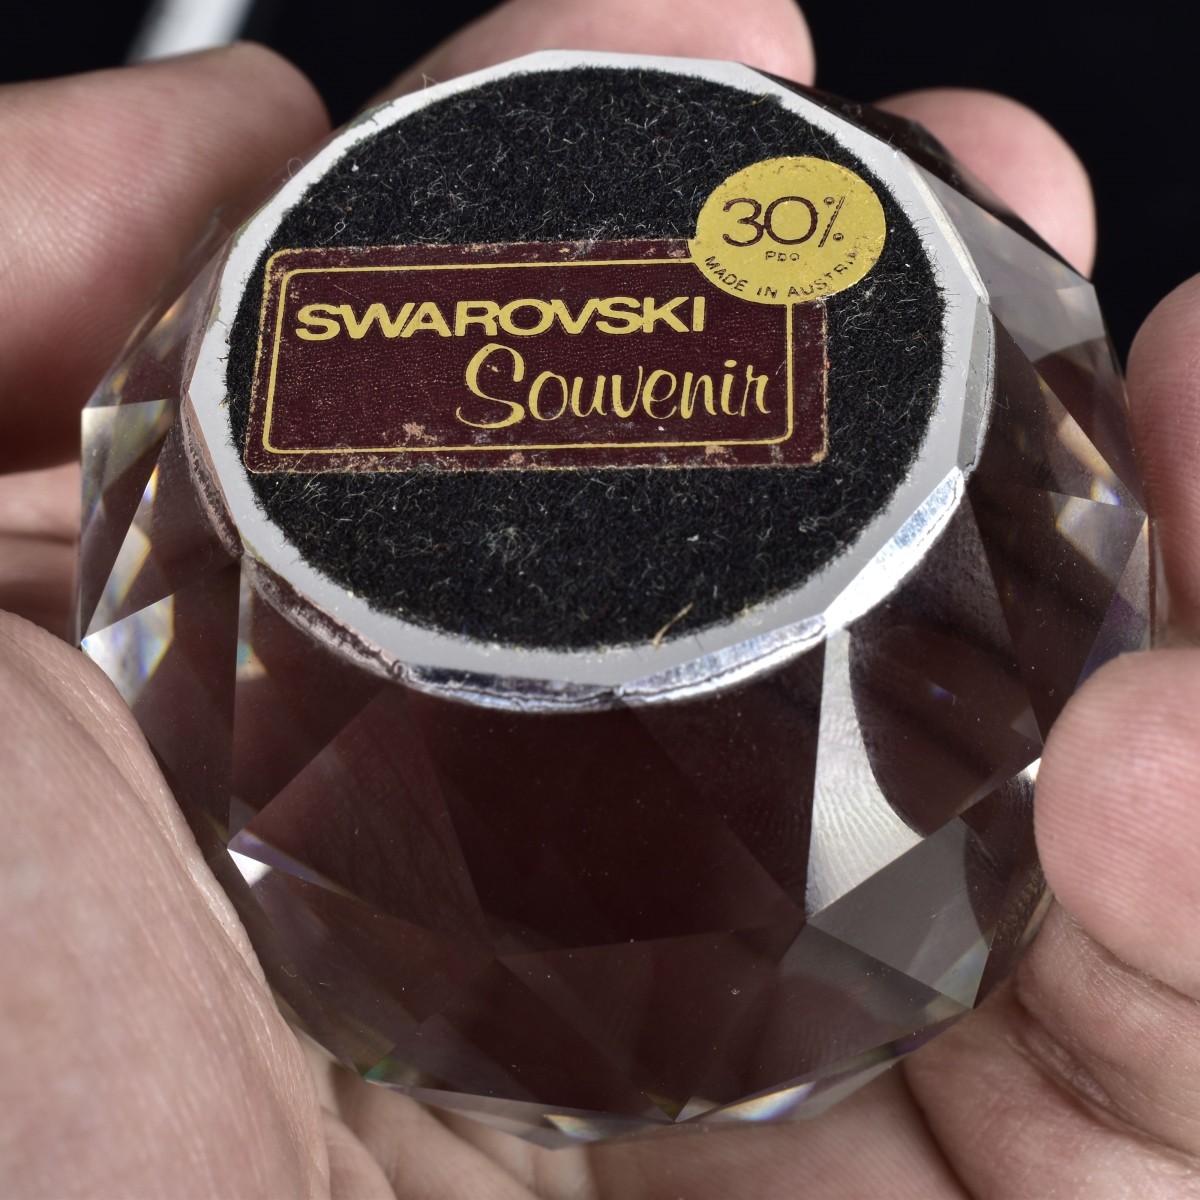 30%
PbO
MADE IN AUSTRIA
SWAROVSKI
Souvenir